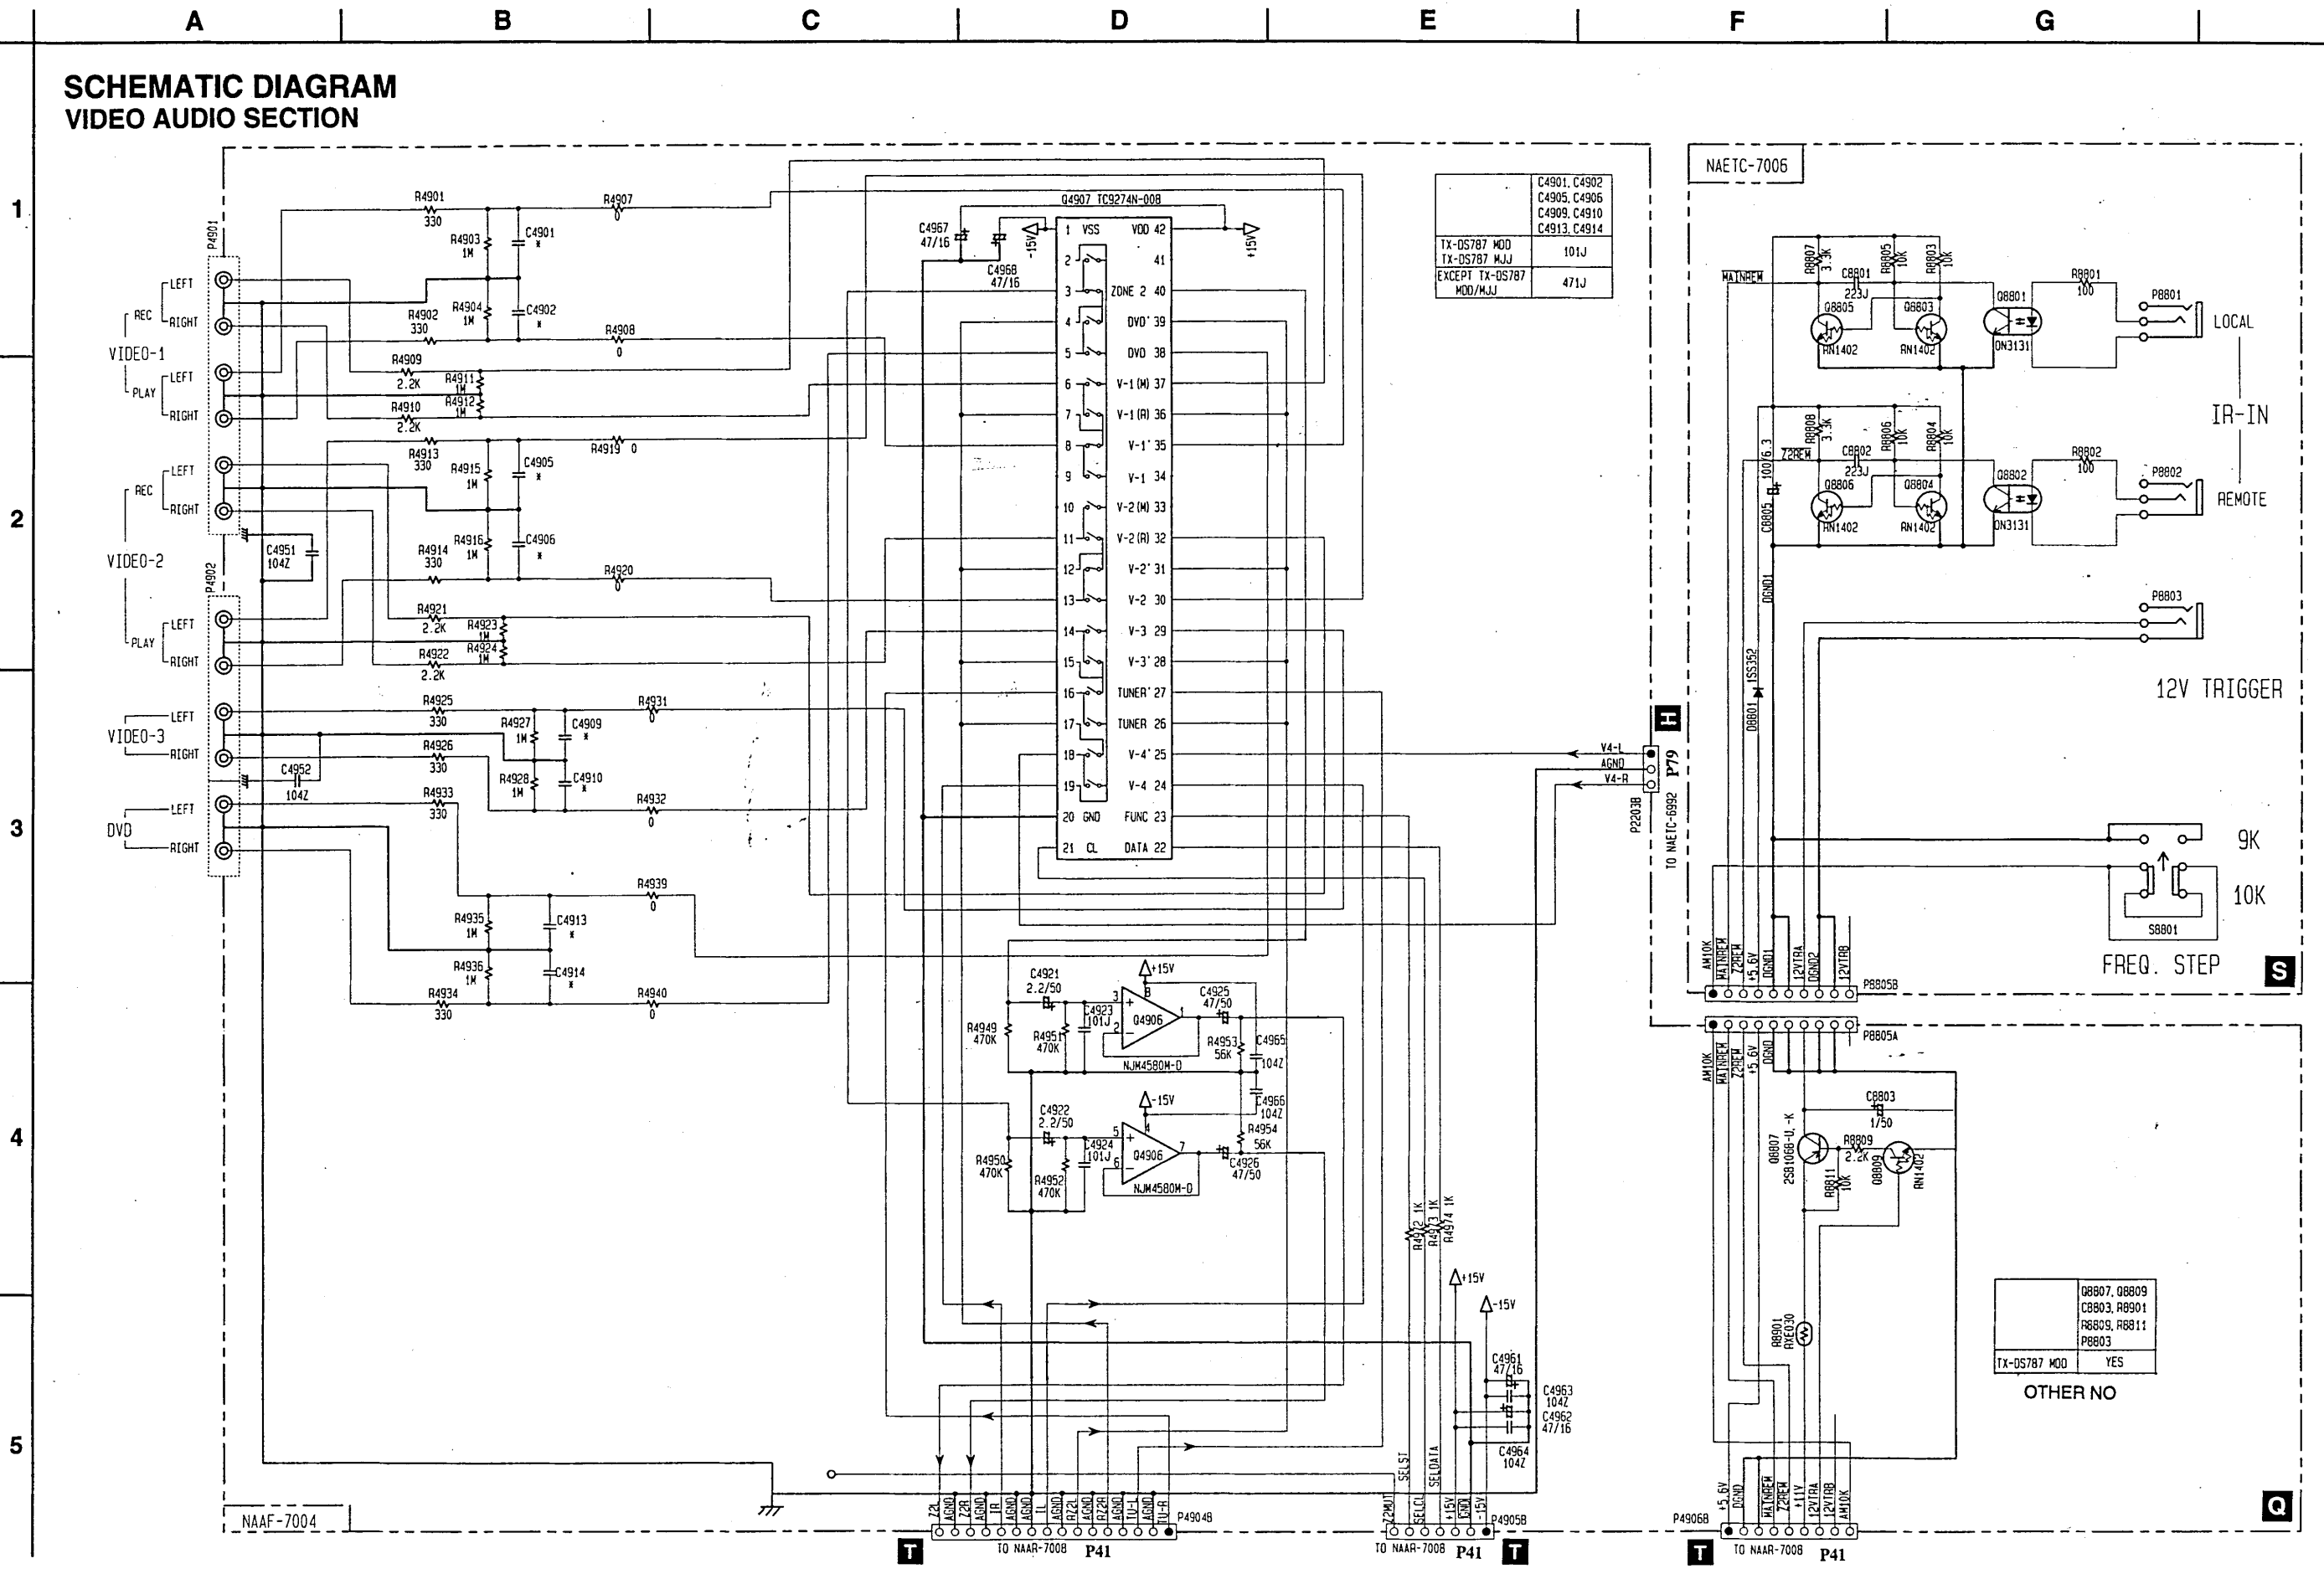 A B C D E F G
SCHEMATIC DIAGRAM
VIDEO AUDIO SECTION
1
2
3
4
5
P4901
LEFT
REC
RIGHT
VIDEO-1
LEFT
PLAY
RIGHT
LEFT
REC
RIGHT
VIDEO-2
P4902
C4951
104Z
LEFT
PLAY
RIGHT
LEFT
VIDEO-3
RIGHT
C4952
104Z
LEFT
DVD
RIGHT
R4901
330
R4903
1M
C4901
*
R4907
0
R4904
1M
C4902
*
R4902
330
R4908
0
R4909
2.2K
R4911
1M
R4912
1M
R4910
2.2K
R4913
330
R4915
1M
C4905
*
R4919 0
R4914
330
R4916
1M
C4906
*
R4920
0
R4921
2.2K
R4923
1M
R4924
1M
R4922
2.2K
R4925
330
R4927
1M
C4909
*
R4931
0
R4926
330
R4928
1M
C4910
*
R4932
0
R4933
330
R4935
1M
C4913
*
R4939
0
R4936
1M
C4914
*
R4934
330
R4940
0
Q4907 TC9274N-008
C4967
47/16
C4968
47/16
-15V
+15V
1 VSS VDD 42
2 41
3 ZONE 2 40
4 DVD' 39
5 DVD 38
6 V-1(M) 37
7 V-1(R) 36
8 V-1' 35
9 V-1 34
10 V-2(M) 33
11 V-2(R) 32
12 V-2' 31
13 V-2 30
14 V-3 29
15 V-3' 28
16 TUNER' 27
17 TUNER 26
18 V-4' 25
19 V-4 24
20 GND FUNC 23
21 CL DATA 22
C4901, C4902
C4905, C4906
C4909, C4910
C4913, C4914
TX-DS787 MDD
TX-DS787 MJJ
101J
EXCEPT TX-DS787
MDD/MJJ
471J
V4-L
AGND
V4-R
P2203B
H
P79
TO NAETC-6992
C4921
2.2/50
R4949
470K
R4951
470K
C4923
101J
+15V
3
2
8
1
Q4906
NJM4580M-D
C4925
47/50
R4953
56K
C4965
104Z
C4966
104Z
R4954
56K
C4922
2.2/50
R4950
470K
R4952
470K
C4924
101J
-15V
5
6
4
7
Q4906
NJM4580M-D
C4926
47/50
R4972 1K
R4973 1K
R4974 1K
+15V
-15V
C4961
47/16
C4963
104Z
C4962
47/16
C4964
104Z
NAAF-7004
Z2L
AGND
Z2R
AGND
IR
AGND
AGND
IL
AGND
RZ2L
AGND
RZ2R
AGND
TU-L
AGND
TU-R
P4904B
T
TO NAAR-7008
P41
Z2MUT
SELST
SELCL
SELDATA
+15V
GND
-15V
P4905B
TO NAAR-7008
P41
T
NAETC-7006
MAINREM
R8807
3.3K
C8801
223J
R8805
10K
R8803
10K
Q8805
RN1402
Q8803
RN1402
Q8801
ON3131
R8801
100
P8801
LOCAL
IR-IN
Z2REM
R8808
3.3K
C8802
223J
R8806
10K
R8804
10K
Q8806
RN1402
Q8804
RN1402
Q8802
ON3131
R8802
100
P8802
REMOTE
C8805 100/6.3
DGND1
D8801 1SS352
P8803
12V TRIGGER
9K
10K
S8801
FREQ. STEP
S
AM10K
MAINREM
Z2REM
+5.6V
DGND1
12VTRA
DGND2
12VTRB
P8805B
P8805A
AM10K
MAINREM
Z2REM
+5.6V
DGND
C8803
1/50
Q8807
2SB1068-U,-K
R8809
2.2K
R8811
10K
Q8809
RN1402
R8901
RXE030
Q8807, Q8809
C8803, R8901
R8809, R8811
P8803
TX-DS787 MDD YES
OTHER NO
+5.6V
DGND
MAINREM
Z2REM
+11V
12VTRA
12VTRB
AM10K
P4906B
T
TO NAAR-7008
P41
Q